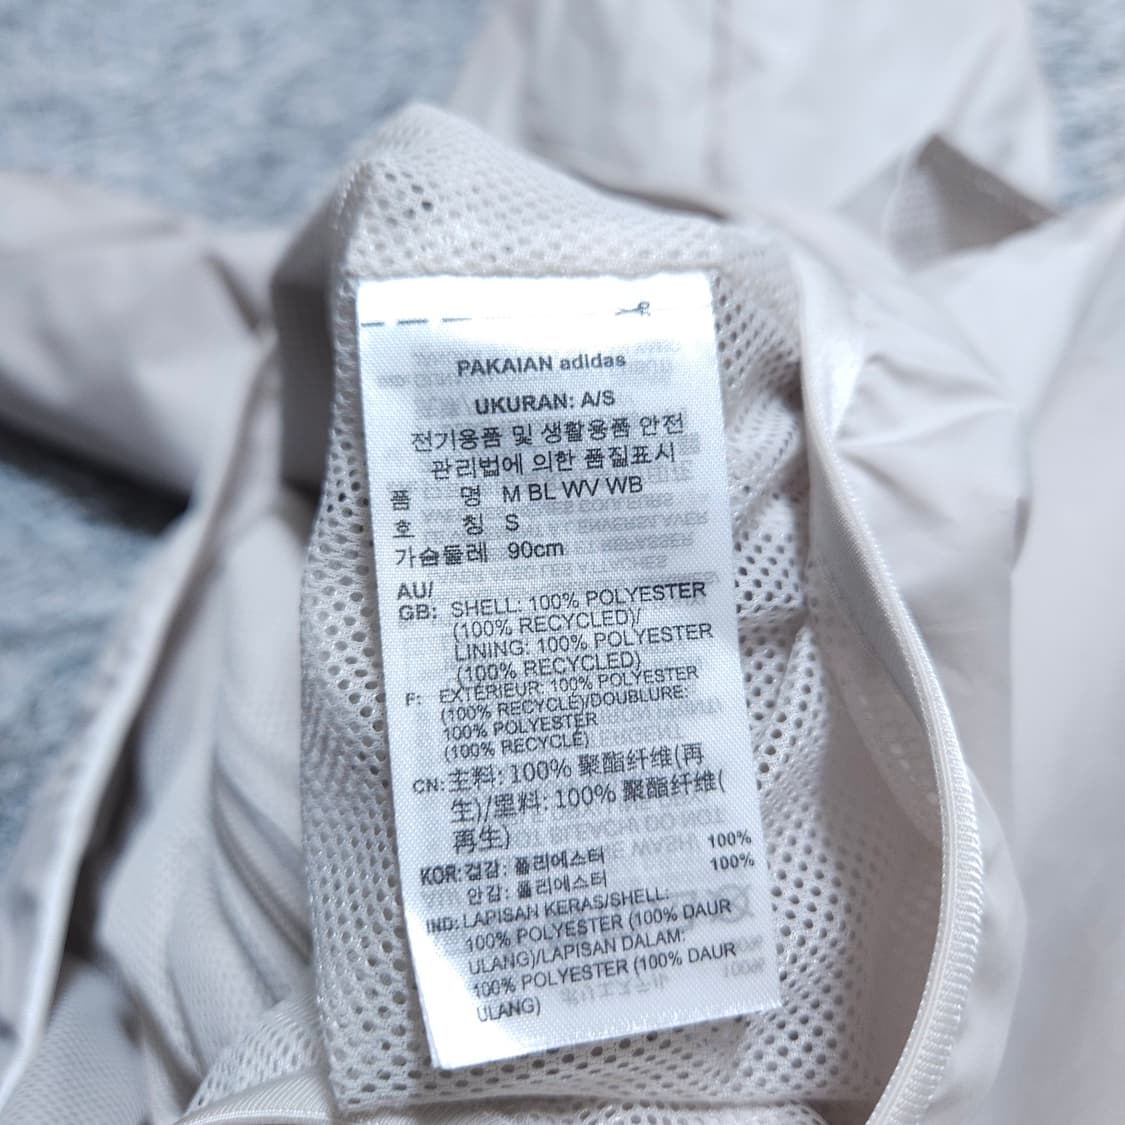 PAKAIAN adidas
UKURAN: A/S
전기용품 및 생활용품 안전
관리법에 의한 품질표시
품 명 M BL WV WB
호 칭 S
가슴둘레 90cm
AU/
GB: SHELL: 100% POLYESTER
(100% RECYCLED)/
LINING: 100% POLYESTER
(100% RECYCLED)
F: EXTÉRIEUR: 100% POLYESTER
(100% RECYCLÉ)/DOUBLURE:
100% POLYESTER
(100% RECYCLÉ)
CN: 主料: 100% 聚酯纤维(再
生)/里料: 100% 聚酯纤维(
再生)
KOR: 겉감: 폴리에스터 100%
안감: 폴리에스터 100%
IND: LAPISAN KERAS/SHELL:
100% POLYESTER (100% DAUR
ULANG)/LAPISAN DALAM:
100% POLYESTER (100% DAUR
ULANG)